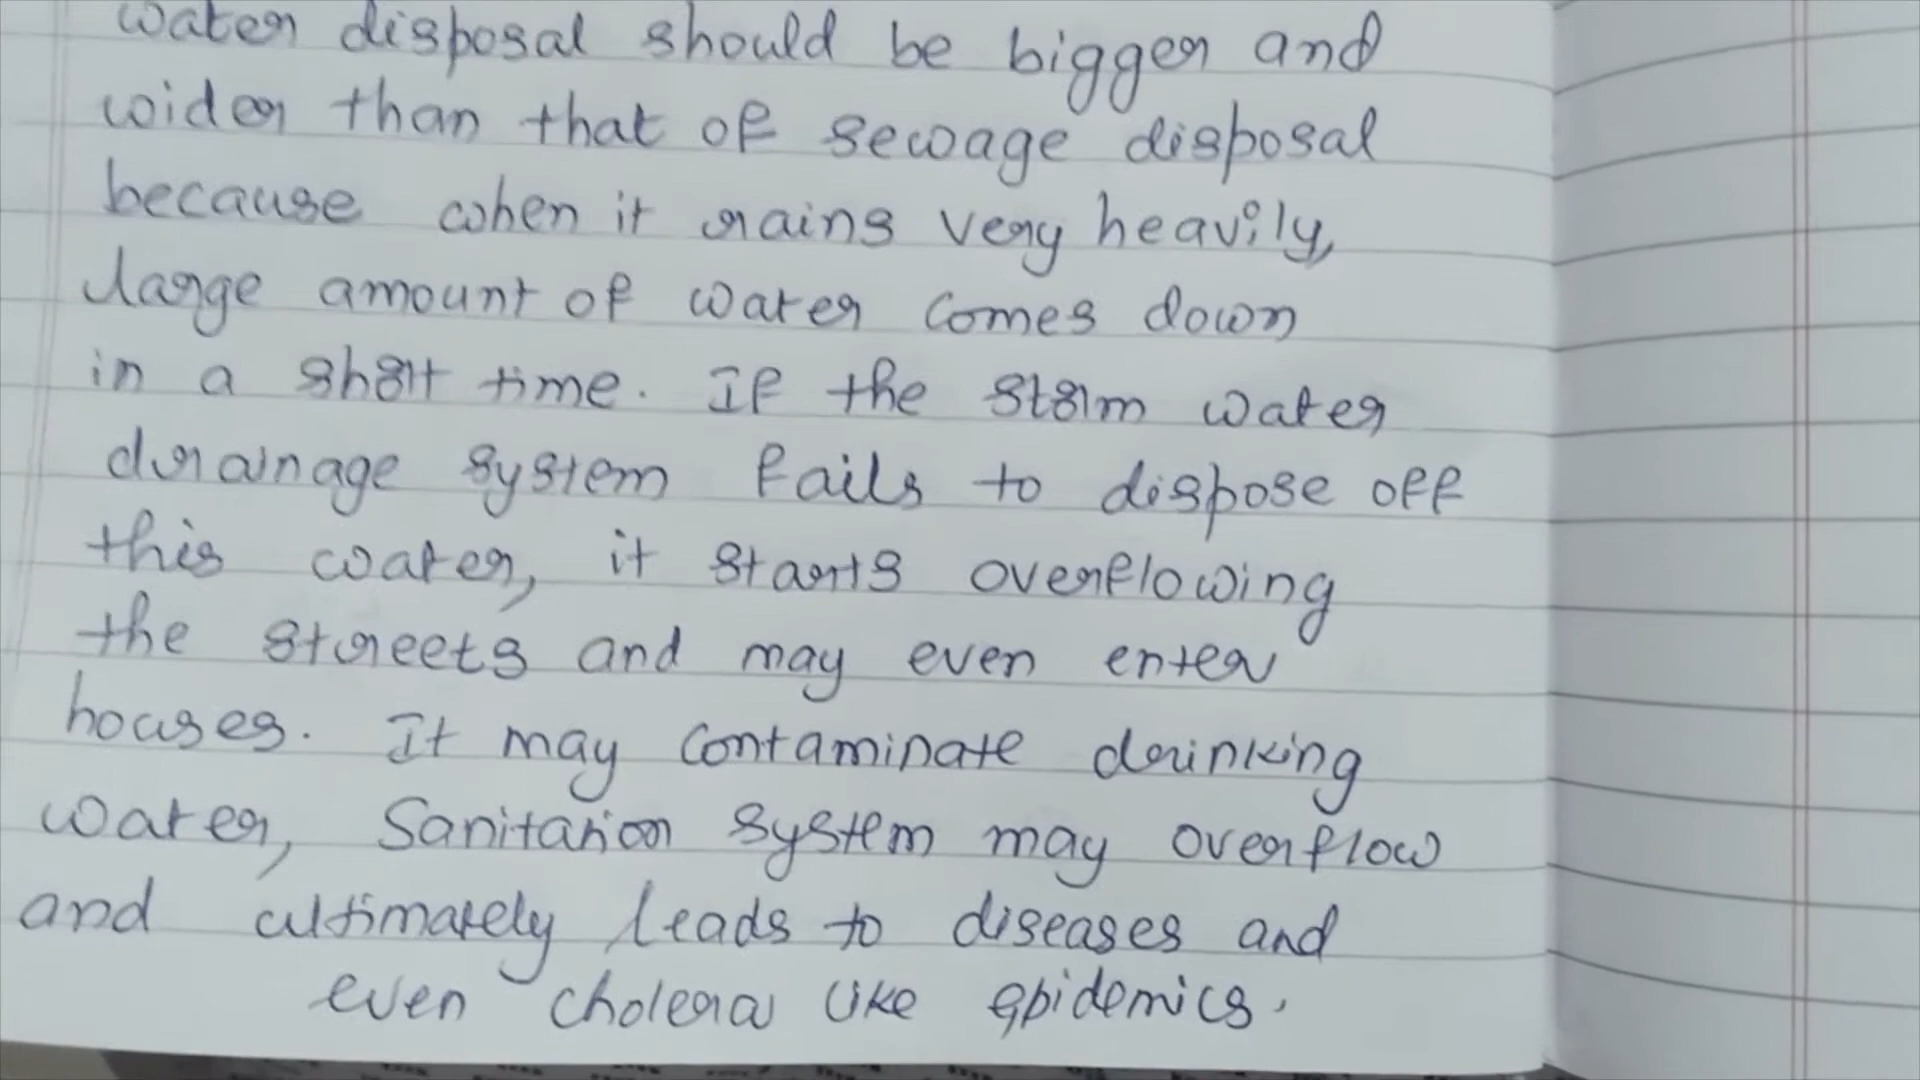 water disposal should be bigger and
wider than that of sewage disposal
because when it rains very heavily,
large amount of water comes down
in a short time. If the storm water
drainage system fails to dispose off
this water, it starts overflowing
the streets and may even enter
houses. It may contaminate drinking
water, Sanitation system may overflow
and ultimately leads to diseases and
even cholera like epidemics.